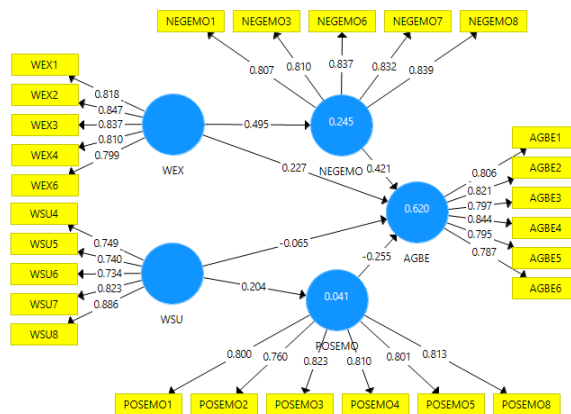 NEGEMO1 NEGEMO3 NEGEMO6 NEGEMO7 NEGEMO8
0.807 0.810 0.837 0.832 0.839
WEX1
WEX2
WEX3
WEX4
WEX6
0.818
0.847
0.837
0.810
0.799
WEX
0.495
0.245
NEGEMO
0.227
0.421
WSU4
WSU5
WSU6
WSU7
WSU8
0.749
0.740
0.734
0.823
0.886
WSU
-0.065
0.204
0.041
POSEMO
-0.255
0.620
AGBE
0.806
0.821
0.797
0.844
0.795
0.787
AGBE1
AGBE2
AGBE3
AGBE4
AGBE5
AGBE6
0.800 0.760 0.823 0.810 0.801 0.813
POSEMO1 POSEMO2 POSEMO3 POSEMO4 POSEMO5 POSEMO8